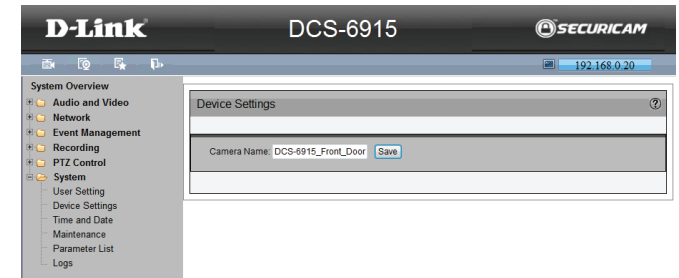 D-Link DCS-6915 SECURICAM
192.168.0.20
System Overview
Audio and Video
Network
Event Management
Recording
PTZ Control
System
User Setting
Device Settings
Time and Date
Maintenance
Parameter List
Logs
Device Settings ?
Camera Name: DCS-6915_Front_Door Save